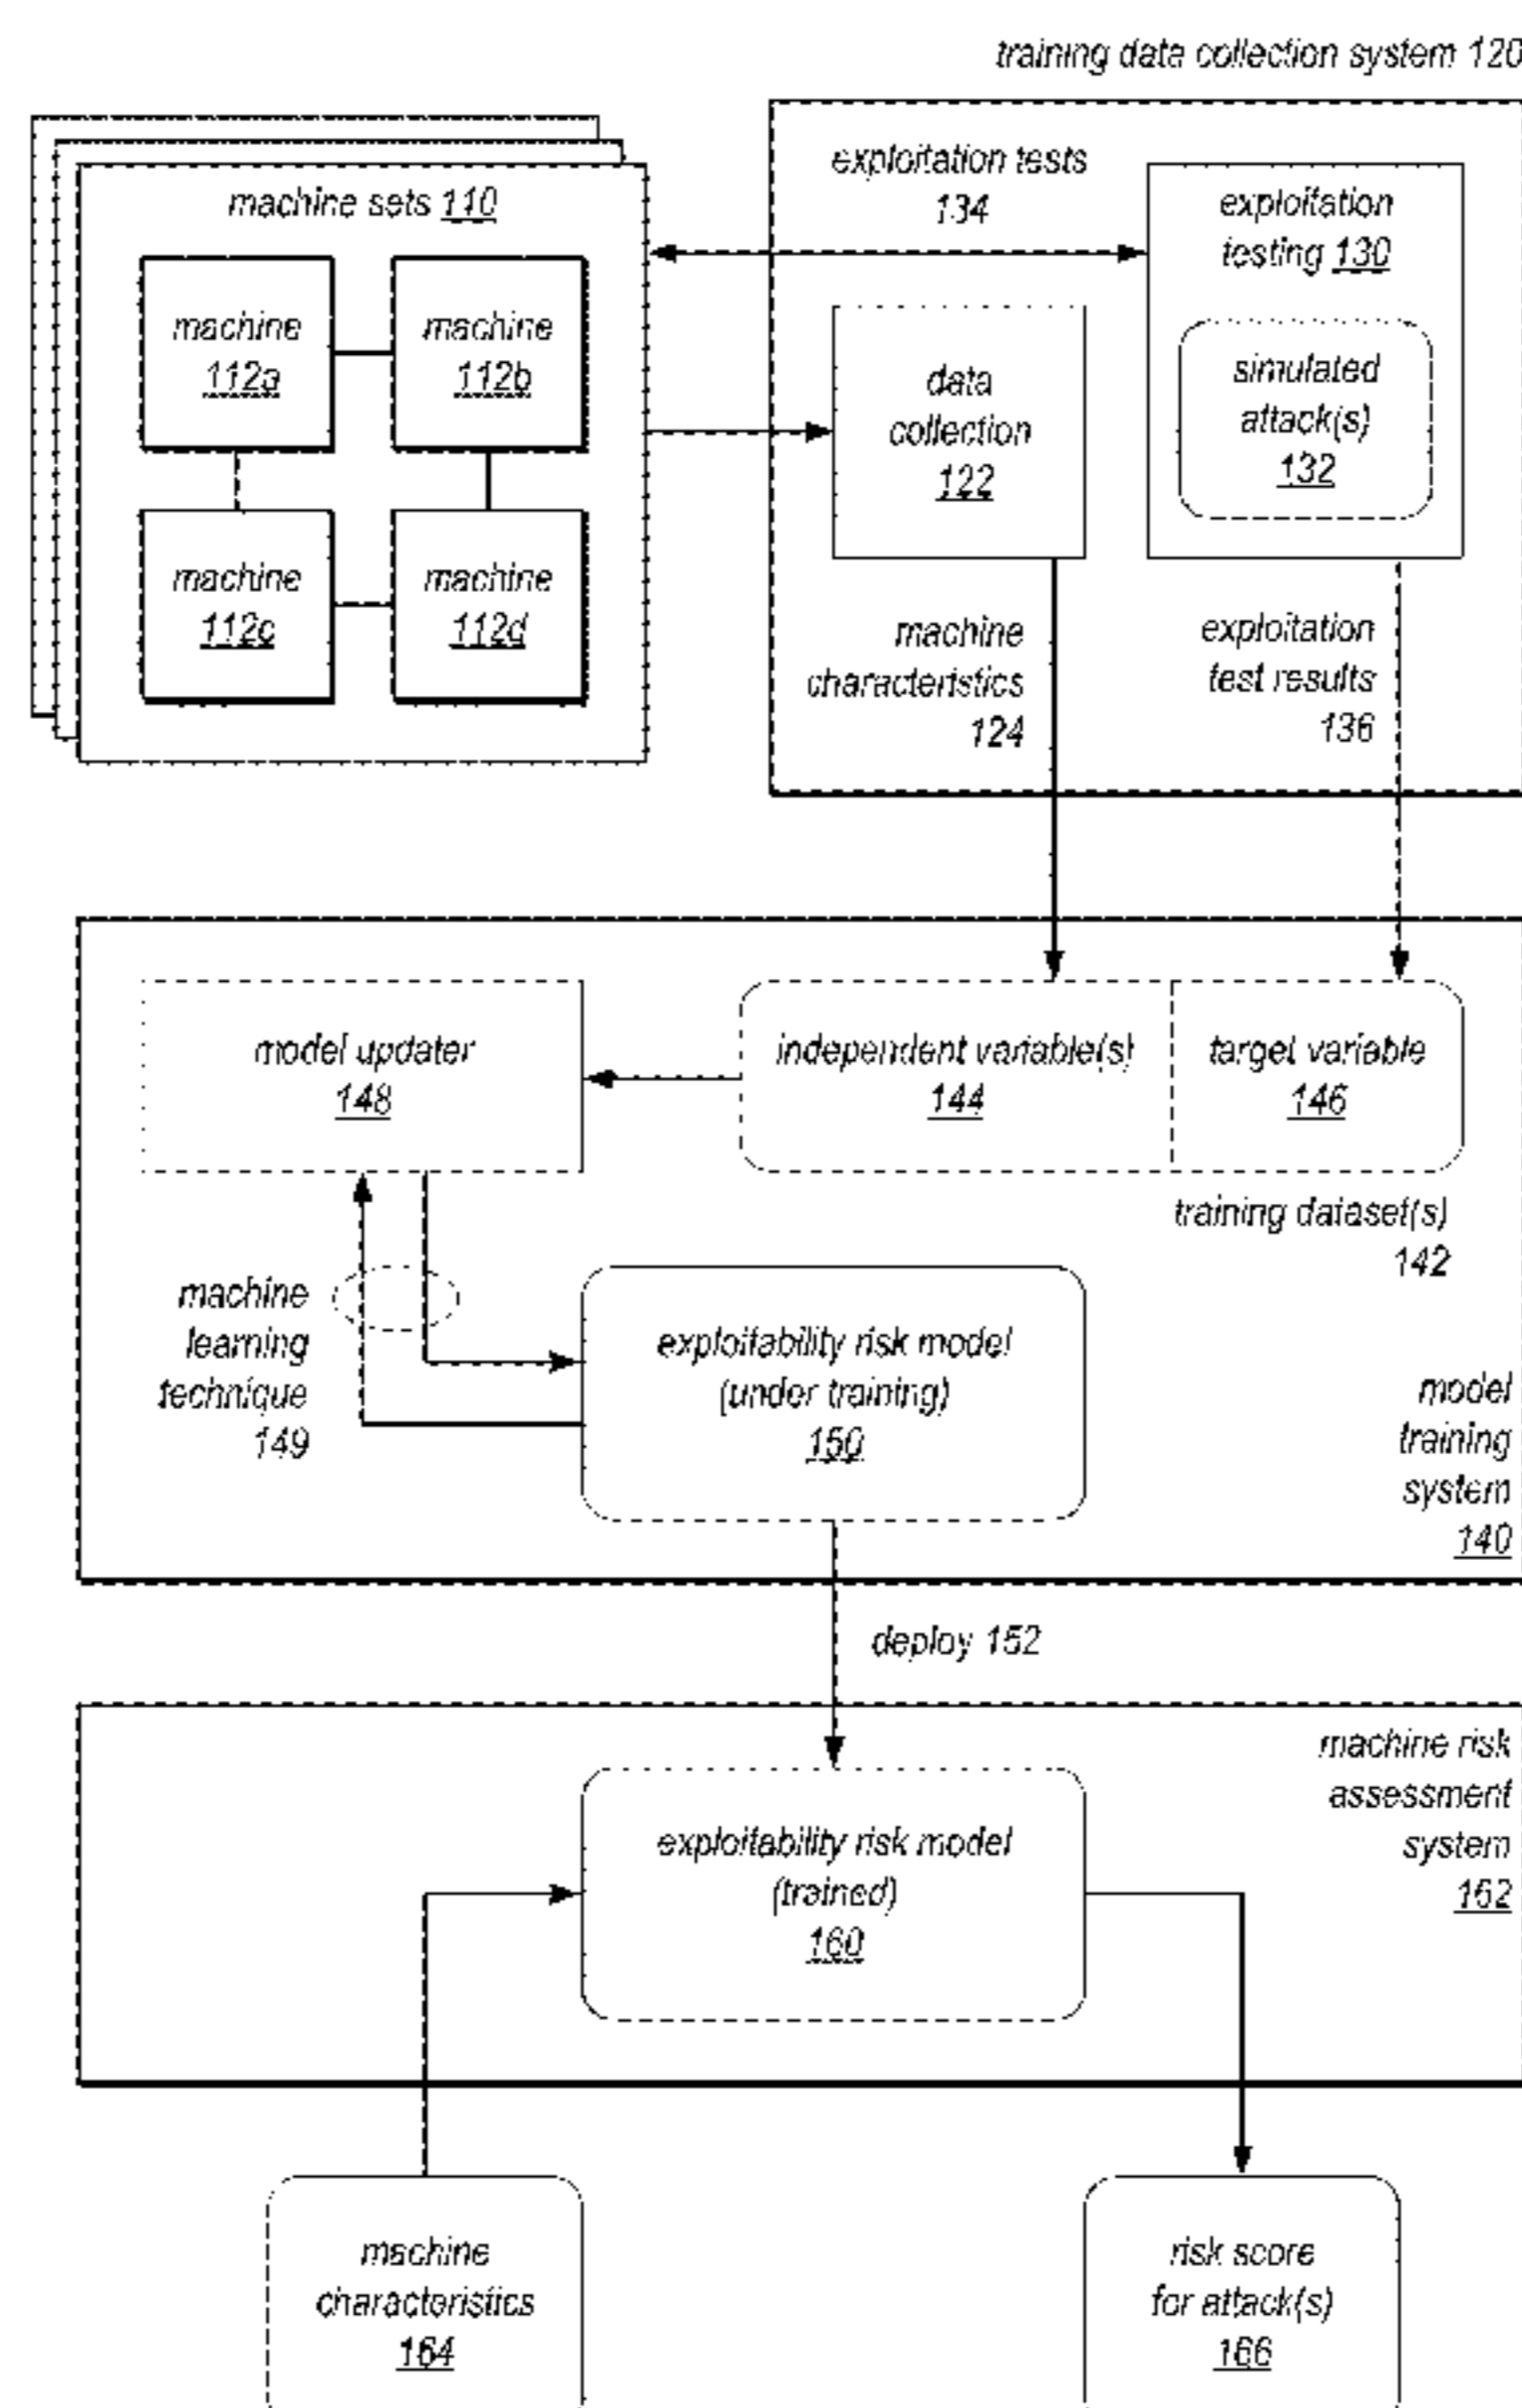 training data collection system 120
machine sets 110
machine
112a
machine
112b
machine
112c
machine
112d
exploitation tests
134
exploitation
testing 130
simulated
attack(s)
132
data
collection
122
machine
characteristics
124
exploitation
test results
136
model updater
148
independent variable(s)
144
target variable
146
training dataset(s)
142
machine
learning
technique
149
exploitability risk model
(under training)
150
model
training
system
140
deploy 152
machine risk
assessment
system
162
exploitability risk model
(trained)
160
machine
characteristics
164
risk score
for attack(s)
166